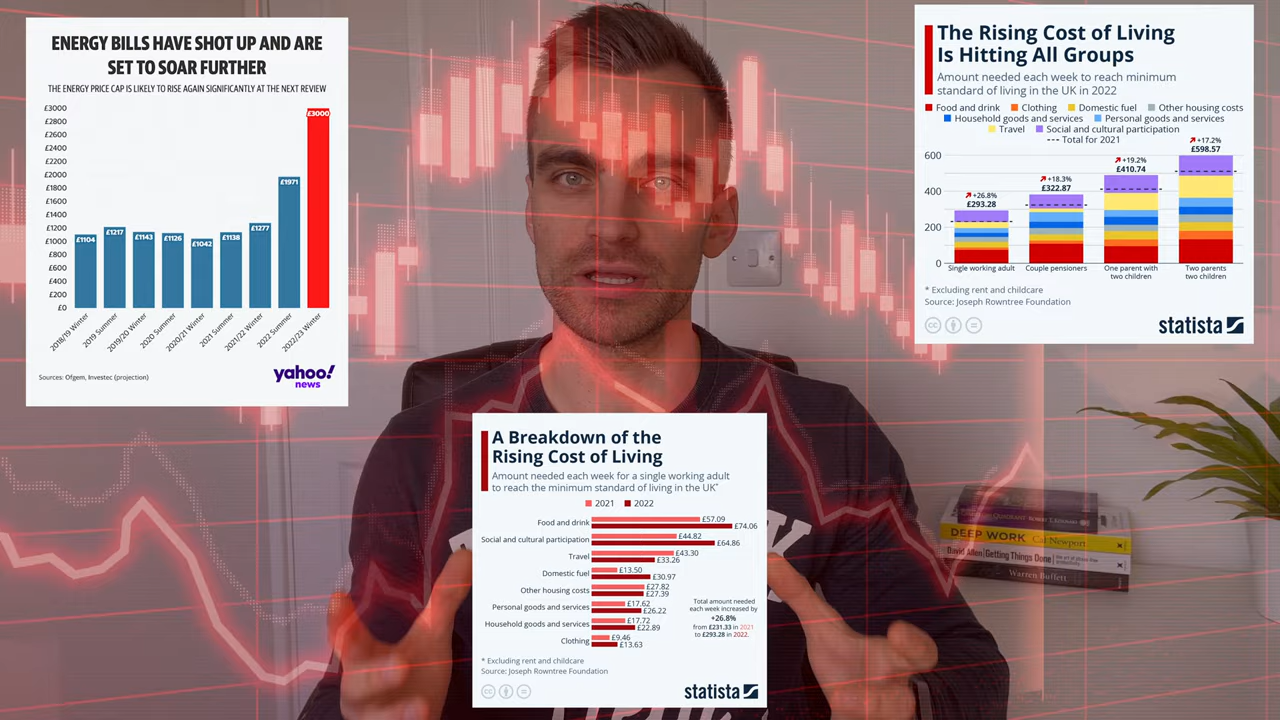 ENERGY BILLS HAVE SHOT UP AND ARE
SET TO SOAR FURTHER
THE ENERGY PRICE CAP IS LIKELY TO RISE AGAIN SIGNIFICANTLY AT THE NEXT REVIEW
£3000
£2800
£2600
£2400
£2200
£2000
£1800
£1600
£1400
£1200
£1000
£800
£600
£400
£200
£0
£1104
£1217
£1143
£1126
£1042
£1138
£1277
£1971
£3000
2018/19 Winter
2019 Summer
2019/20 Winter
2020 Summer
2020/21 Winter
2021 Summer
2021/22 Winter
2022 Summer
2022/23 Winter
Sources: Ofgem, Investec (projection)
yahoo!
news
The Rising Cost of Living
Is Hitting All Groups
Amount needed each week to reach minimum
standard of living in the UK in 2022
Food and drink Clothing Domestic fuel Other housing costs
Household goods and services Personal goods and services
Travel Social and cultural participation
--- Total for 2021
600
400
200
0
+26.8%
£293.28
+18.3%
£322.87
+19.2%
£410.74
+17.2%
£598.57
Single working adult
Couple pensioners
One parent with
two children
Two parents
two children
* Excluding rent and childcare
Source: Joseph Rowntree Foundation
statista
A Breakdown of the
Rising Cost of Living
Amount needed each week for a single working adult
to reach the minimum standard of living in the UK*
2021 2022
Food and drink £57.09 £74.06
Social and cultural participation £44.82 £64.86
Travel £43.30 £33.26
Domestic fuel £13.50 £30.97
Other housing costs £27.82 £27.39
Personal goods and services £17.62 £26.22
Household goods and services £17.72 £22.89
Clothing £9.46 £13.63
Total amount needed
each week increased by
+26.8%
from £231.33 in 2021
to £293.28 in 2022.
* Excluding rent and childcare
Source: Joseph Rowntree Foundation
statista
DEEP WORK Cal Newport
David Allen Getting Things Done
Warren Buffett